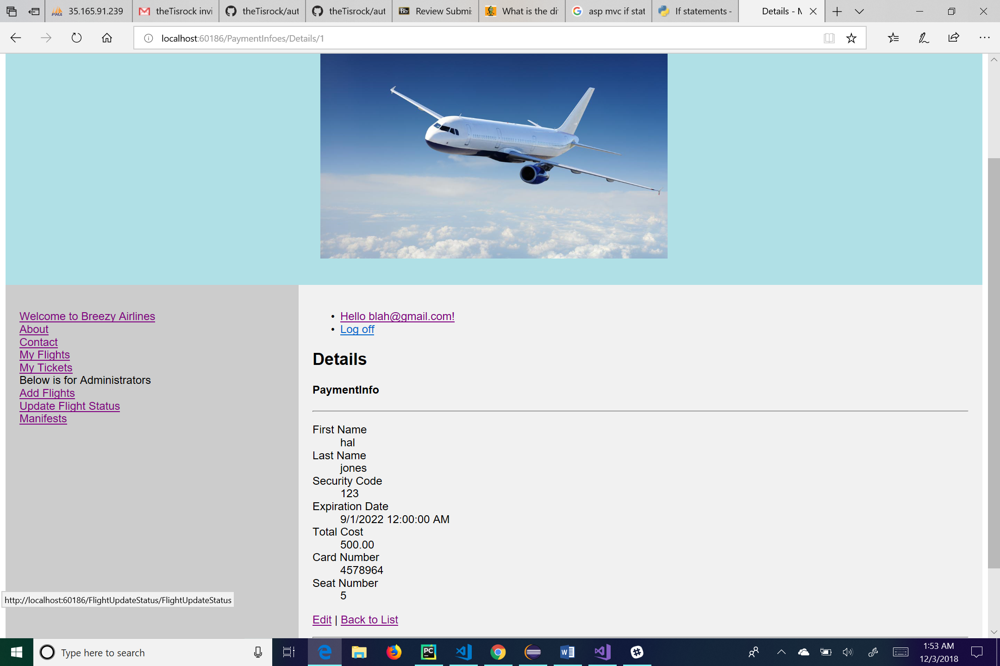 PMA 35.165.91.239
theTisrock invi
theTisrock/aut
theTisrock/aut
Bb Review Submis
What is the dif
asp mvc if stat
If statements -
Details - M
localhost:60186/PaymentInfoes/Details/1
Welcome to Breezy Airlines
About
Contact
My Flights
My Tickets
Below is for Administrators
Add Flights
Update Flight Status
Manifests
• Hello blah@gmail.com!
• Log off
Details
PaymentInfo
First Name
hal
Last Name
jones
Security Code
123
Expiration Date
9/1/2022 12:00:00 AM
Total Cost
500.00
Card Number
4578964
Seat Number
5
Edit | Back to List
http://localhost:60186/FlightUpdateStatus/FlightUpdateStatus
Type here to search
PC
W
1:53 AM
12/3/2018